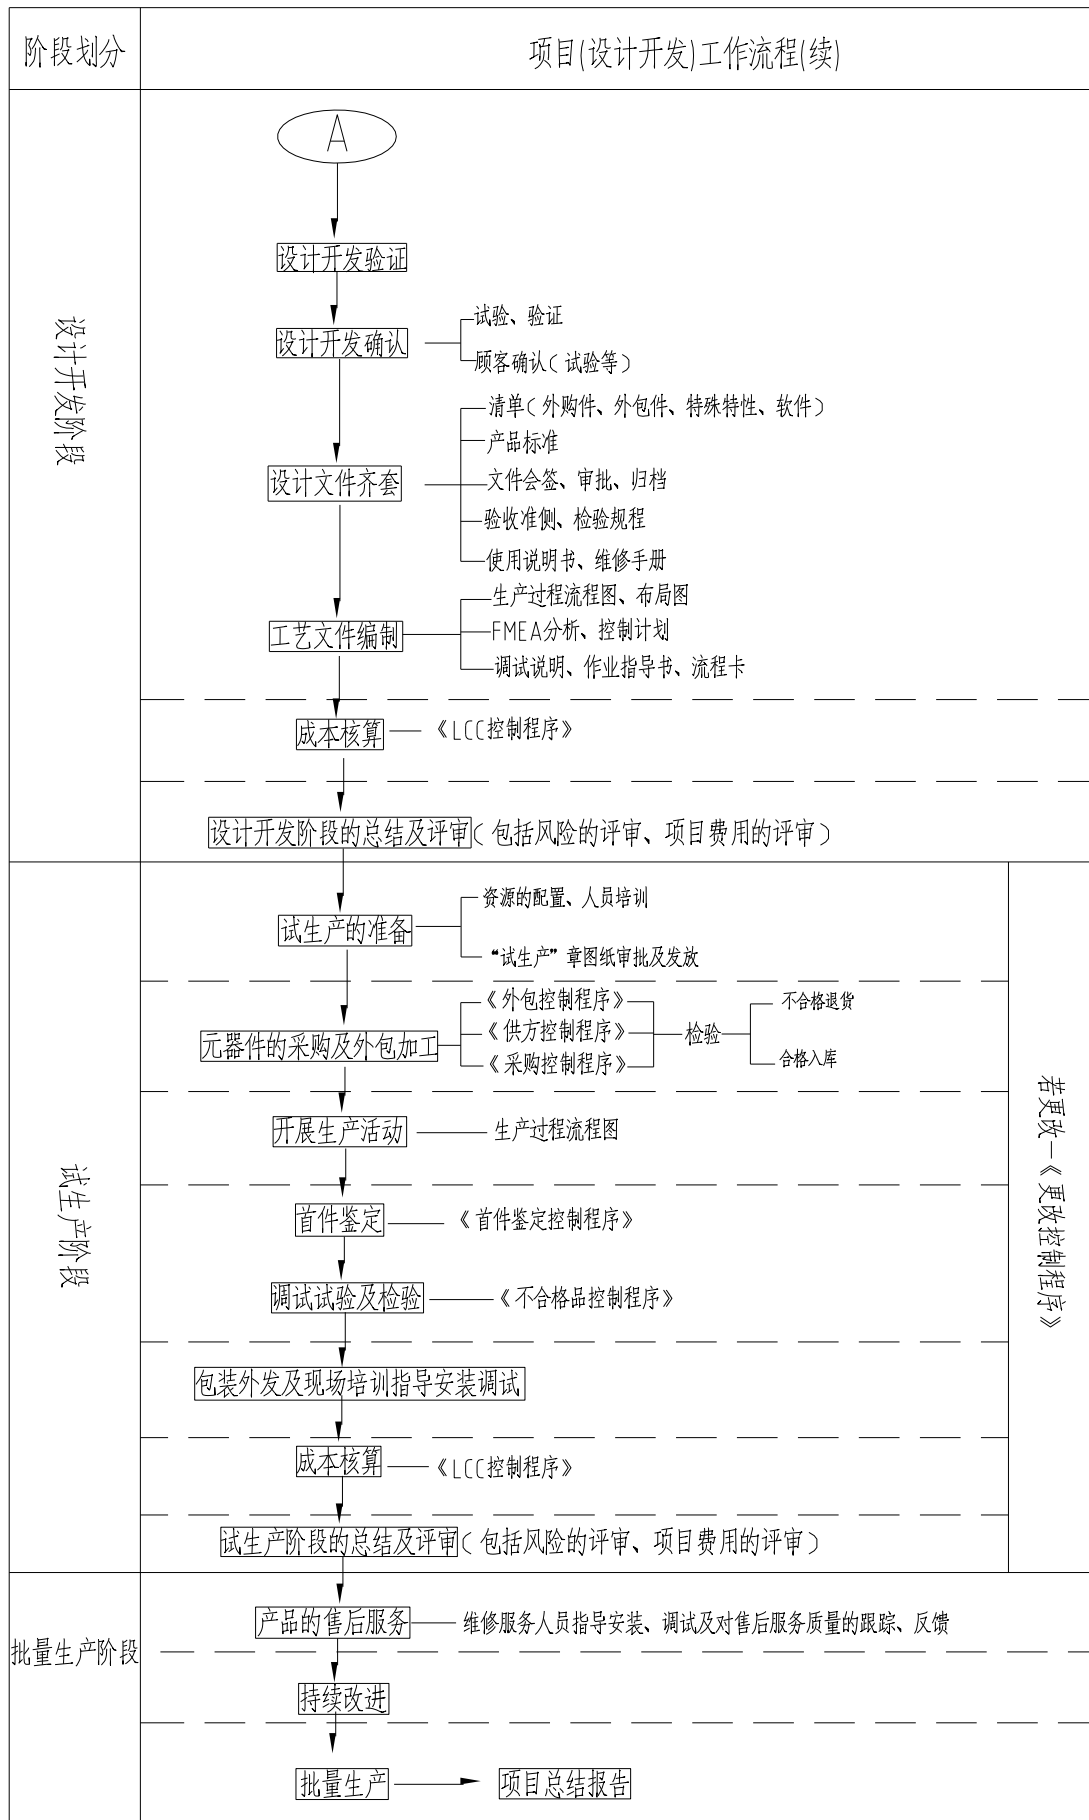 阶段划分
项目(设计开发)工作流程(续)
设计开发阶段
A
设计开发验证
设计开发确认
试验、验证
顾客确认(试验等)
设计文件齐套
清单(外购件、外包件、特殊特性、软件)
产品标准
文件会签、审批、归档
验收准侧、检验规程
使用说明书、维修手册
工艺文件编制
生产过程流程图、布局图
FMEA分析、控制计划
调试说明、作业指导书、流程卡
成本核算
《LCC控制程序》
设计开发阶段的总结及评审(包括风险的评审、项目费用的评审)
试生产阶段
试生产的准备
资源的配置、人员培训
“试生产”章图纸审批及发放
元器件的采购及外包加工
《外包控制程序》
《供方控制程序》
《采购控制程序》
检验
不合格退货
合格入库
开展生产活动
生产过程流程图
首件鉴定
《首件鉴定控制程序》
调试试验及检验
《不合格品控制程序》
包装外发及现场培训指导安装调试
成本核算
《LCC控制程序》
试生产阶段的总结及评审(包括风险的评审、项目费用的评审)
若更改—《更改控制程序》
批量生产阶段
产品的售后服务
维修服务人员指导安装、调试及对售后服务质量的跟踪、反馈
持续改进
批量生产
项目总结报告